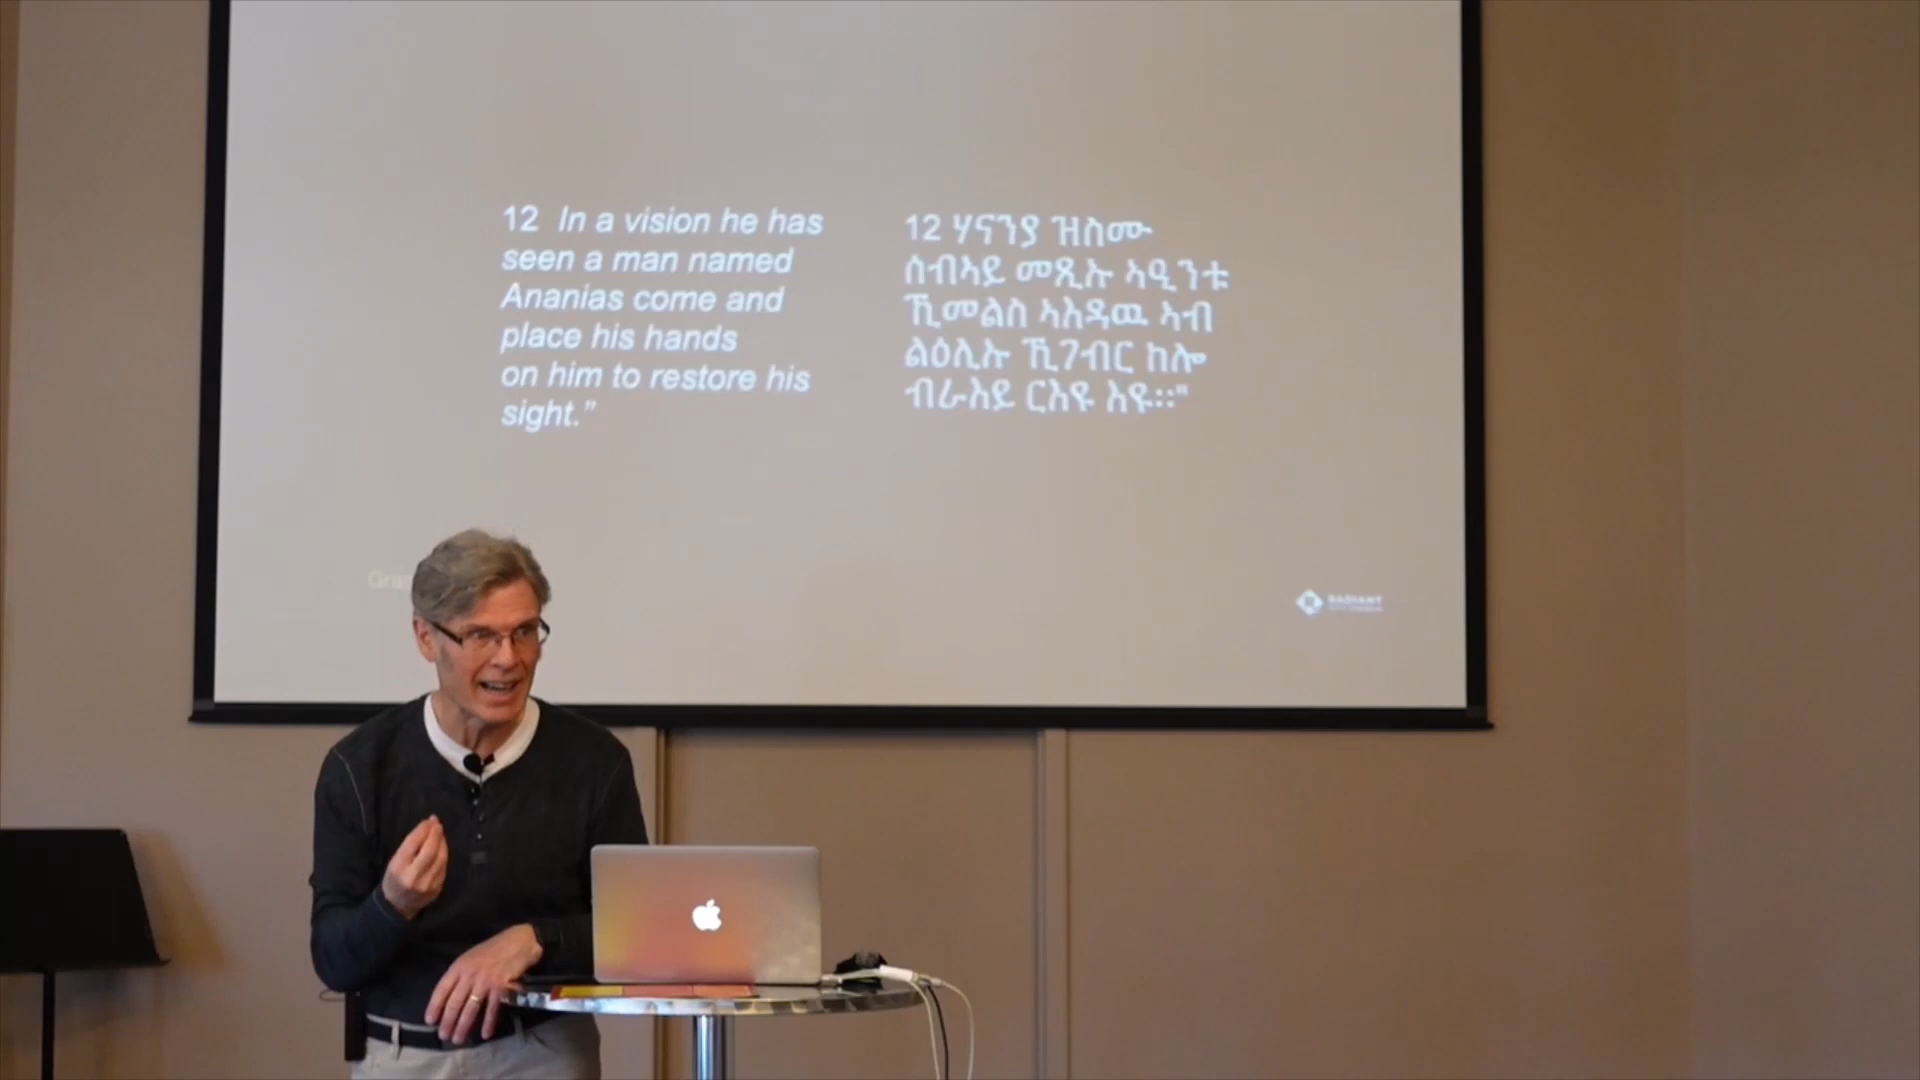 12 In a vision he has
seen a man named
Ananias come and
place his hands
on him to restore his
sight.”
12 ሃናንያ ዝስሙ
ሰብኣይ መጺኡ ኣዒንቱ
ኺመልስ ኣእዳዉ ኣብ
ልዕሊኡ ኺገብር ከሎ
ብራእይ ርእዩ እዩ።"
RADIANT